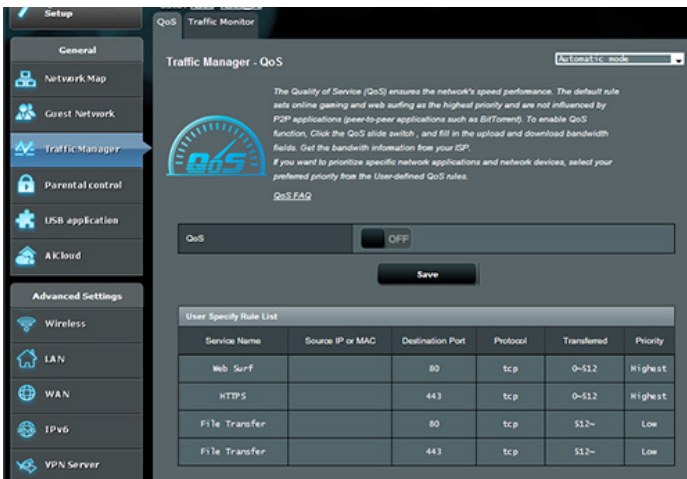 Setup
General
Network Map
Guest Network
Traffic Manager
Parental control
USB application
AiCloud
Advanced Settings
Wireless
LAN
WAN
IPv6
VPN Server
QoS Traffic Monitor
Traffic Manager - QoS
Automatic mode
The Quality of Service (QoS) ensures the network's speed perfomance. The default rule
sets online gaming and web surfing as the highest priority and are not influenced by
P2P applications (peer-to-peer applications such as BitTorrent). To enable QoS
function, Click the QoS slide switch , and fill in the upload and download bandwidth
fields. Get the bandwith information from your ISP.
If you want to prioritize specific network applications and network devices, select your
preferred priority from the User-defined QoS rules.
QoS FAQ
QoS
QoS OFF
Save
User Specify Rule List
Service Name Source IP or MAC Destination Port Protocol Transferred Priority
Web Surf 80 tcp 0~512 Highest
HTTPS 443 tcp 0~512 Highest
File Transfer 80 tcp 512~ Low
File Transfer 443 tcp 512~ Low